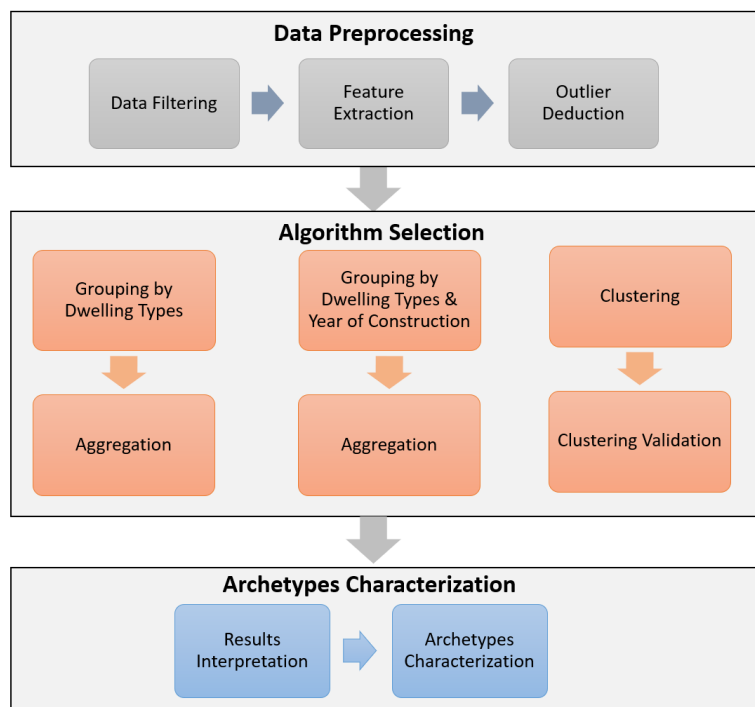 Data Preprocessing
Data Filtering
Feature
Extraction
Outlier
Deduction
Algorithm Selection
Grouping by
Dwelling Types
Grouping by
Dwelling Types &
Year of Construction
Clustering
Aggregation
Aggregation
Clustering Validation
Archetypes Characterization
Results
Interpretation
Archetypes
Characterization